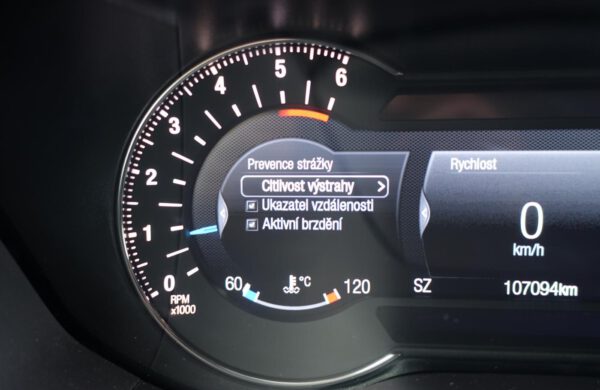 6
5
4
3
2
1
0
RPM
x1000
Prevence strážky
Citlivost výstrahy
Ukazatel vzdálenosti
Aktivní brzdění
60 °C 120
Rychlost
0
km/h
SZ 107094km